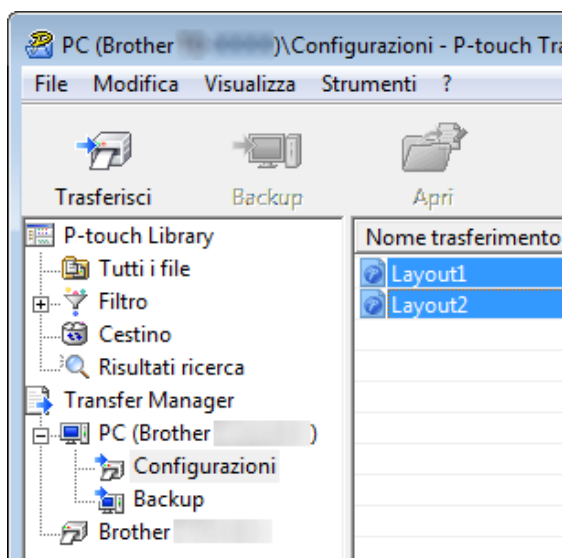 PC (Brother )\Configurazioni - P-touch
File Modifica Visualizza Strumenti ?
Trasferisci Backup Apri
P-touch Library
Tutti i file
Filtro
Cestino
Risultati ricerca
Transfer Manager
PC (Brother )
Configurazioni
Backup
Brother
Nome trasferimento
Layout1
Layout2